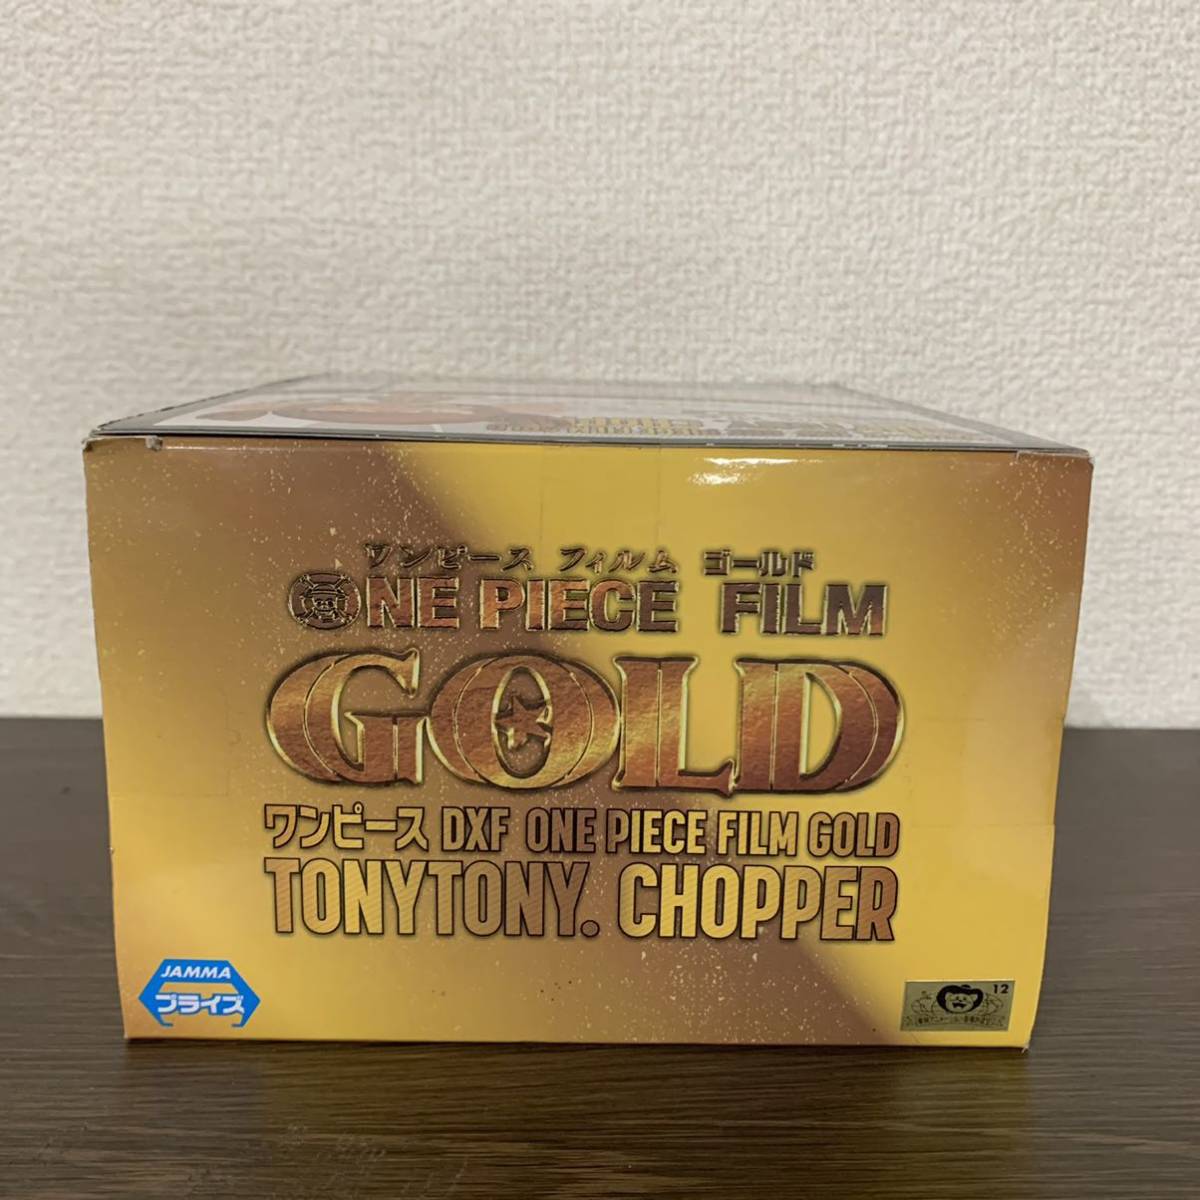 ワンピース フィルム ゴールド
ONE PIECE FILM
GOLD
ワンピース DXF ONE PIECE FILM GOLD
TONYTONY. CHOPPER
JAMMA
プライズ
12